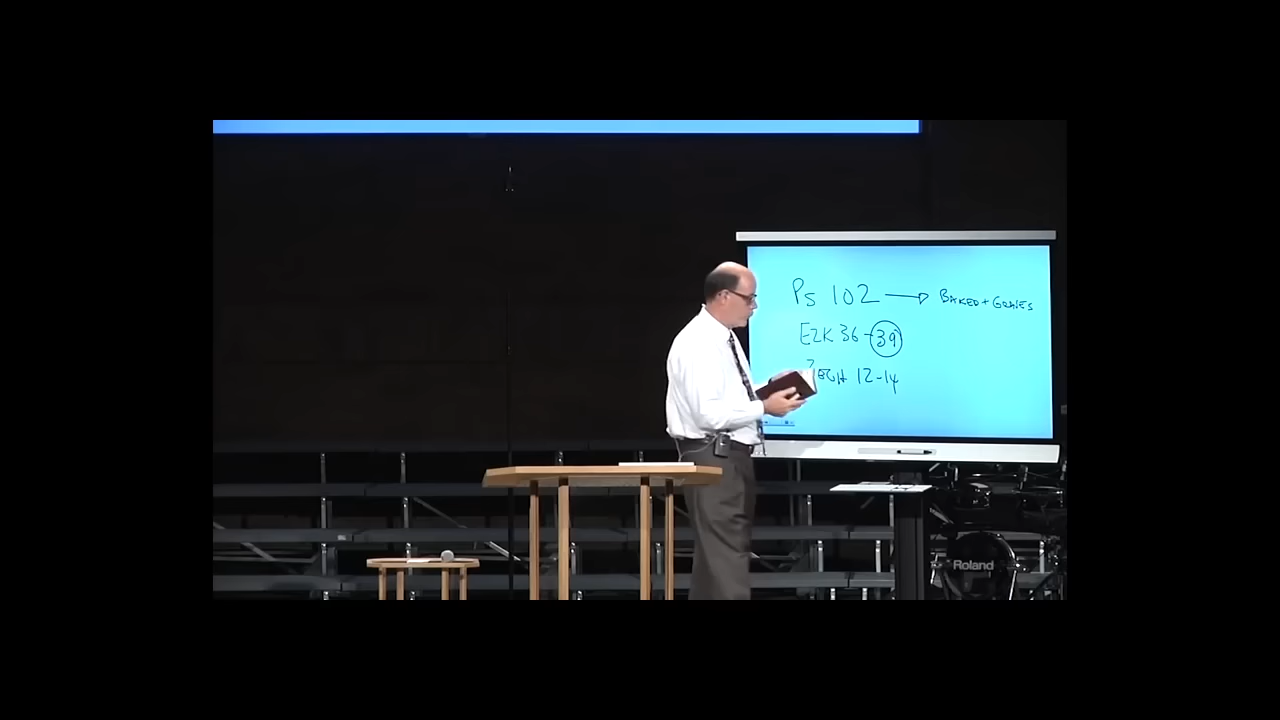 Ps 102 → BAKED + GRAVES
EZK 36-39
ZECH 12-14
Roland